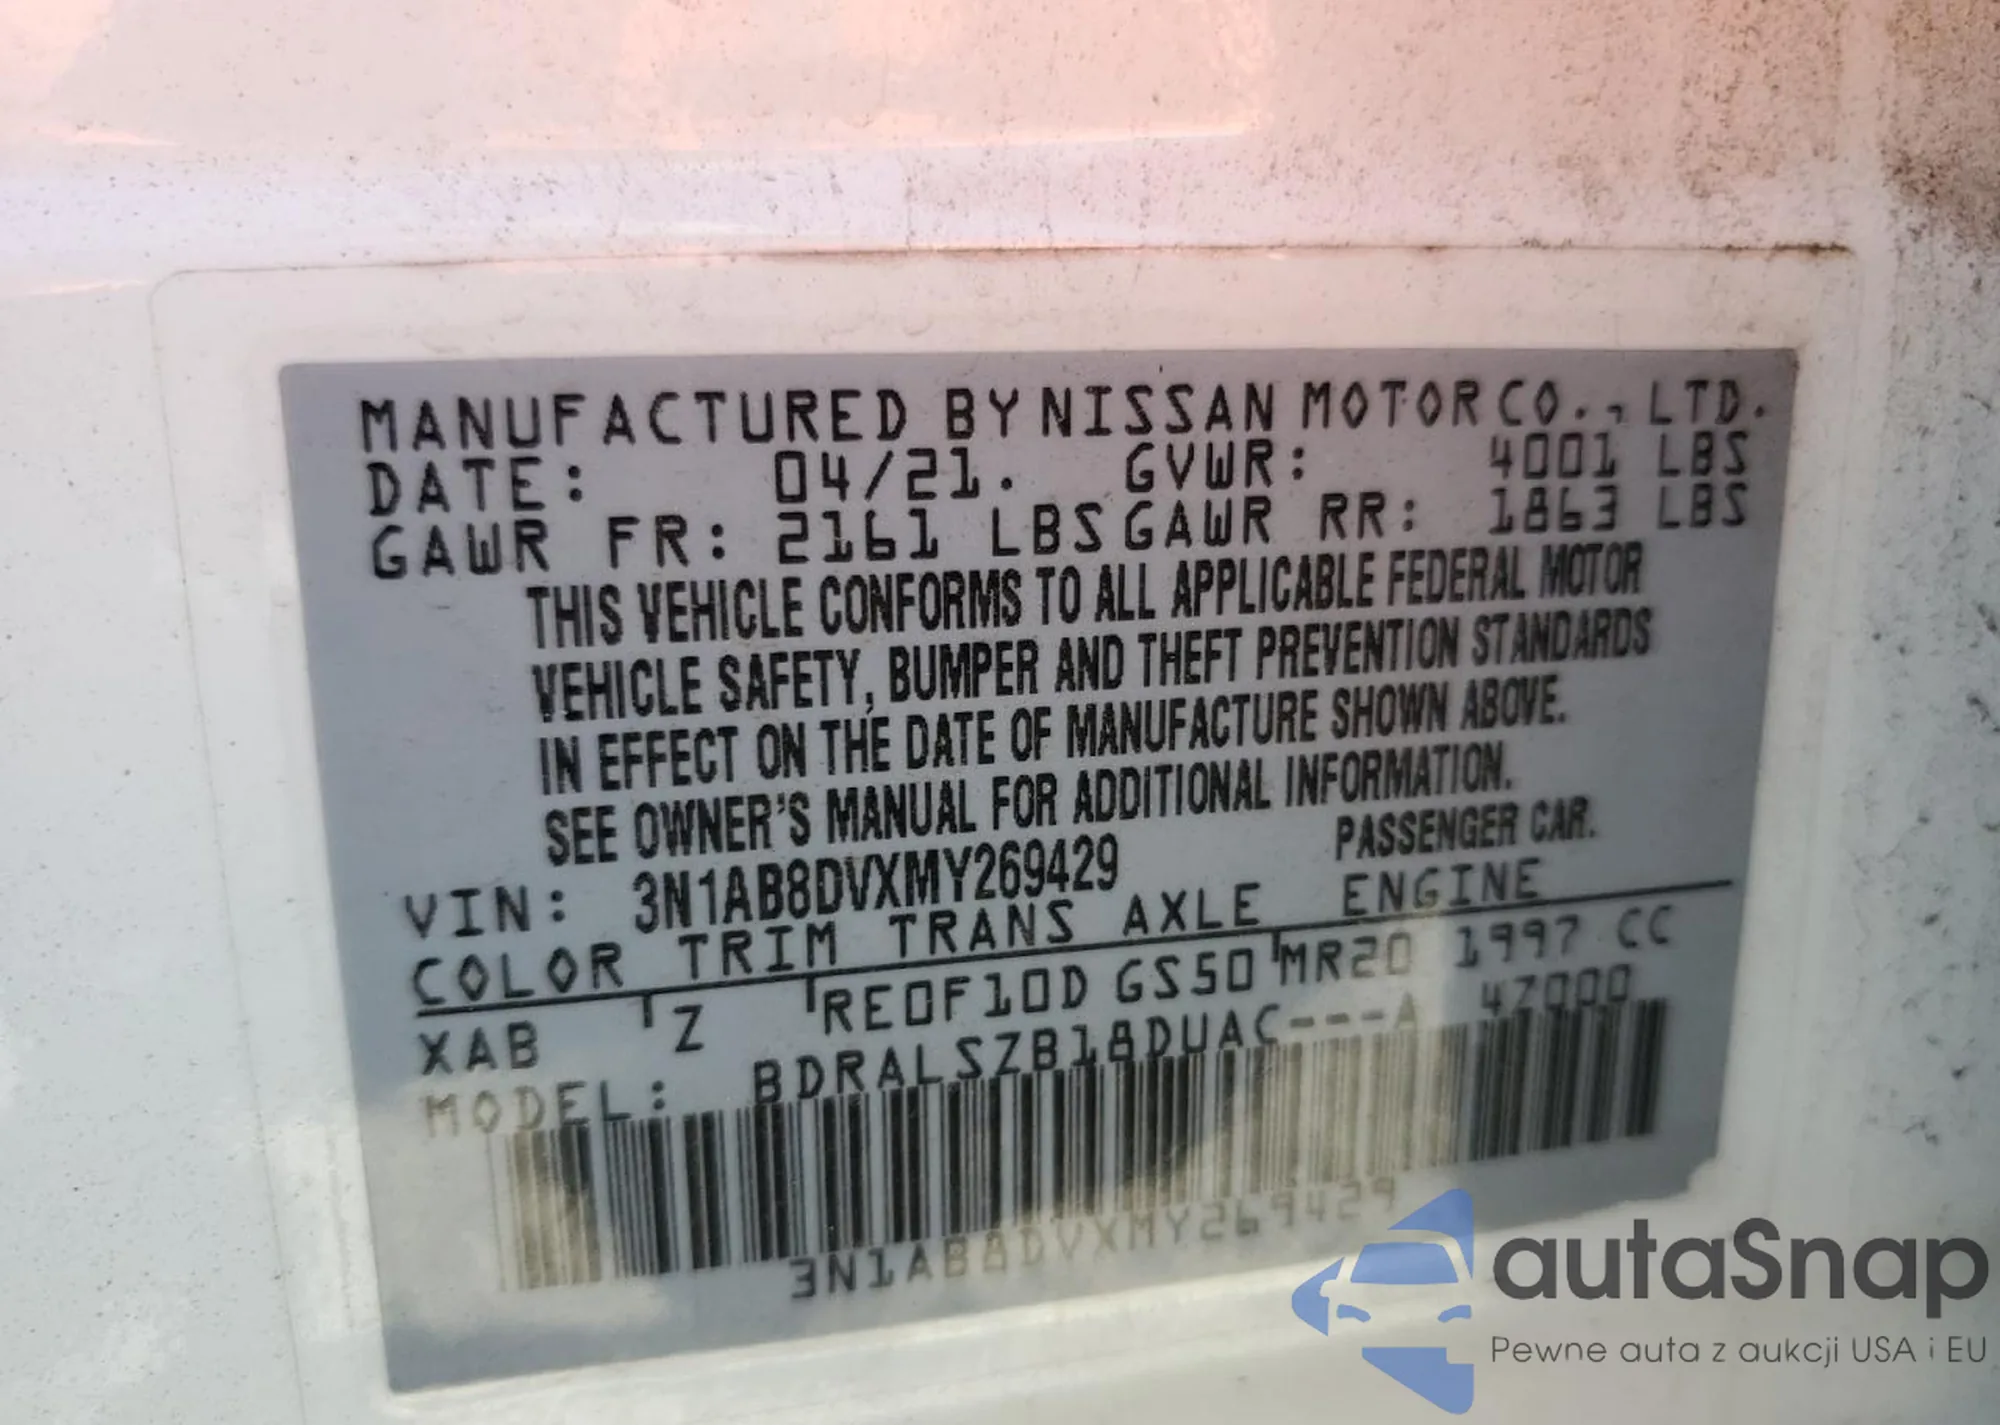 MANUFACTURED BY NISSAN MOTOR CO., LTD.
DATE: 04/21. GVWR: 4001 LBS
GAWR FR: 2161 LBS GAWR RR: 1863 LBS
THIS VEHICLE CONFORMS TO ALL APPLICABLE FEDERAL MOTOR
VEHICLE SAFETY, BUMPER AND THEFT PREVENTION STANDARDS
IN EFFECT ON THE DATE OF MANUFACTURE SHOWN ABOVE.
SEE OWNER'S MANUAL FOR ADDITIONAL INFORMATION.
VIN: 3N1AB8DVXMY269429 PASSENGER CAR.
COLOR TRIM TRANS AXLE ENGINE
XAB Z RE0F10D GS50 MR20 1997 CC
MODEL: BDRALSZB18DUAC---A 47000
3N1AB8DVXMY269429
autaSnap
Pewne auta z aukcji USA i EU